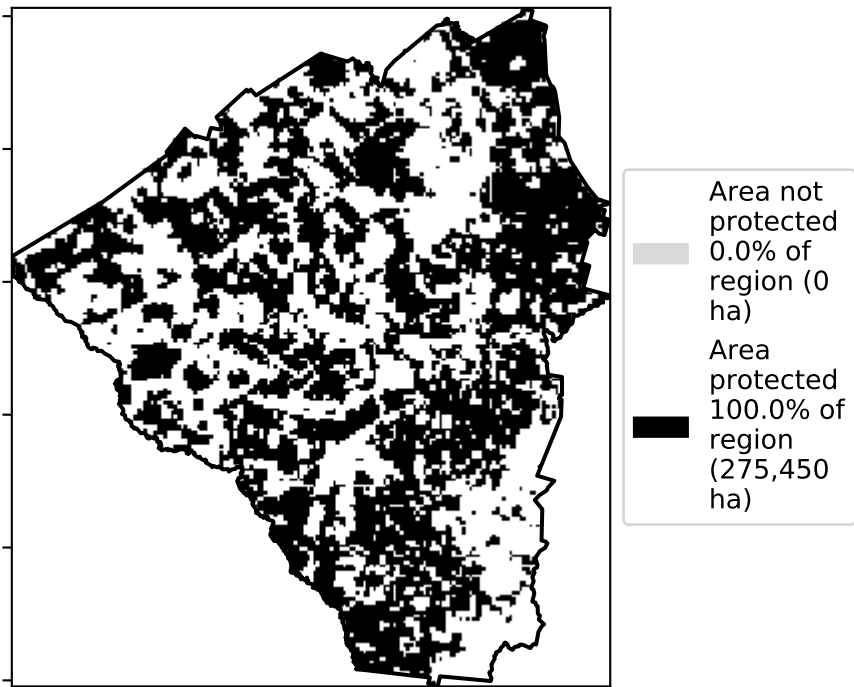 Area not
protected
0.0% of
region (0
ha)
Area
protected
100.0% of
region
(275,450
ha)